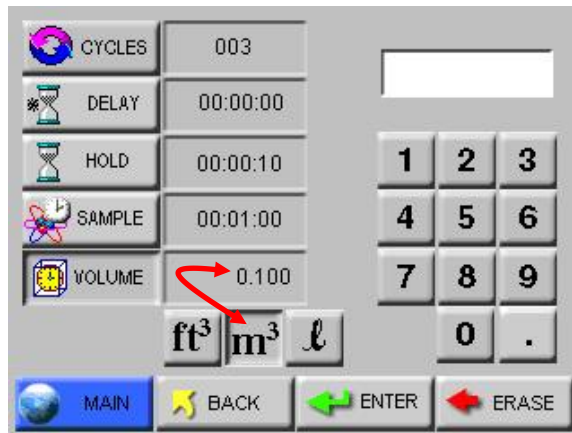 CYCLES 003
* DELAY 00:00:00
HOLD 00:00:10
SAMPLE 00:01:00
VOLUME 0.100
ft³ m³ ℓ
1 2 3
4 5 6
7 8 9
0 .
MAIN BACK ENTER ERASE